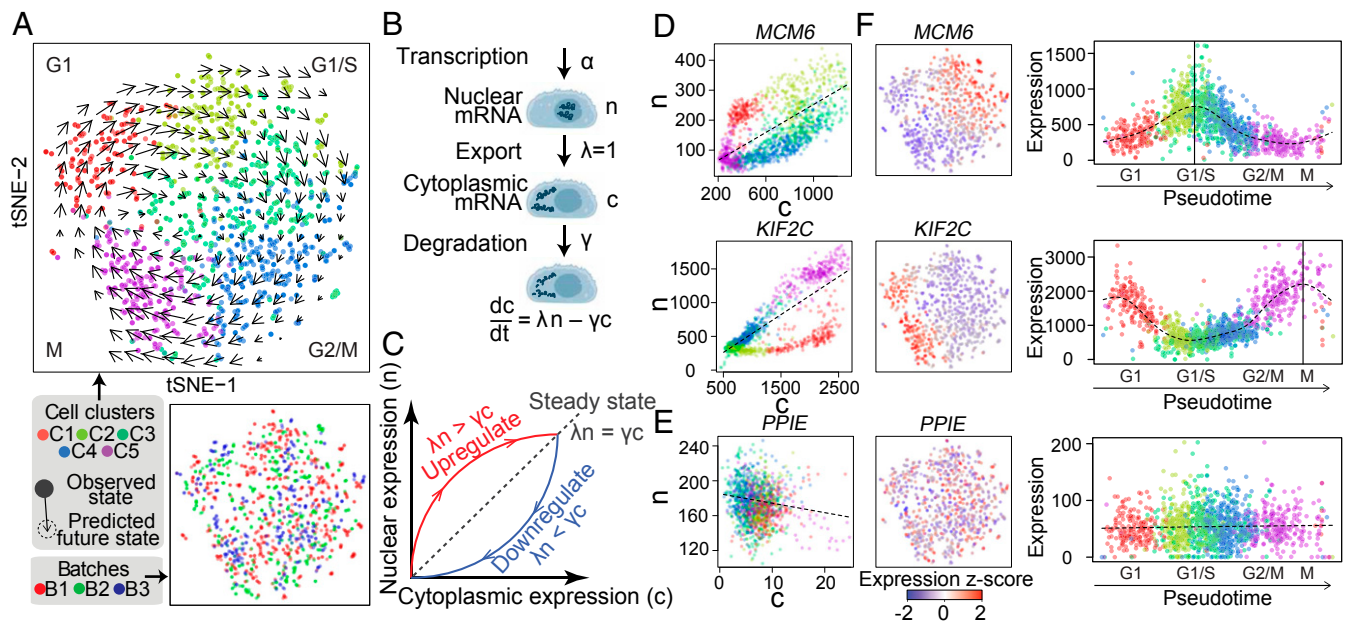 A
G1
G1/S
M
G2/M
tSNE−2
tSNE−1
Cell clusters
C1 C2 C3
C4 C5
Observed
state
Predicted
future state
Batches
B1 B2 B3
B
Transcription
α
Nuclear
mRNA
n
Export
λ=1
Cytoplasmic
mRNA
c
Degradation
γ
dc
dt
= λn − γc
C
Nuclear expression (n)
Cytoplasmic expression (c)
Steady state
λn = γc
λn > γc
Upregulate
Downregulate
λn < γc
D
MCM6
n
400
300
200
100
200
600
1000
c
KIF2C
n
1500
1000
500
0
500
1500
2500
c
E
PPIE
n
240
200
160
120
0
5
10
15
20
25
c
F
MCM6
KIF2C
PPIE
Expression z-score
-2
0
2
Expression
1500
1000
500
0
G1
G1/S
G2/M
M
Pseudotime
Expression
3000
2000
1000
0
G1
G1/S
G2/M
M
Pseudotime
Expression
200
150
100
50
0
G1
G1/S
G2/M
M
Pseudotime